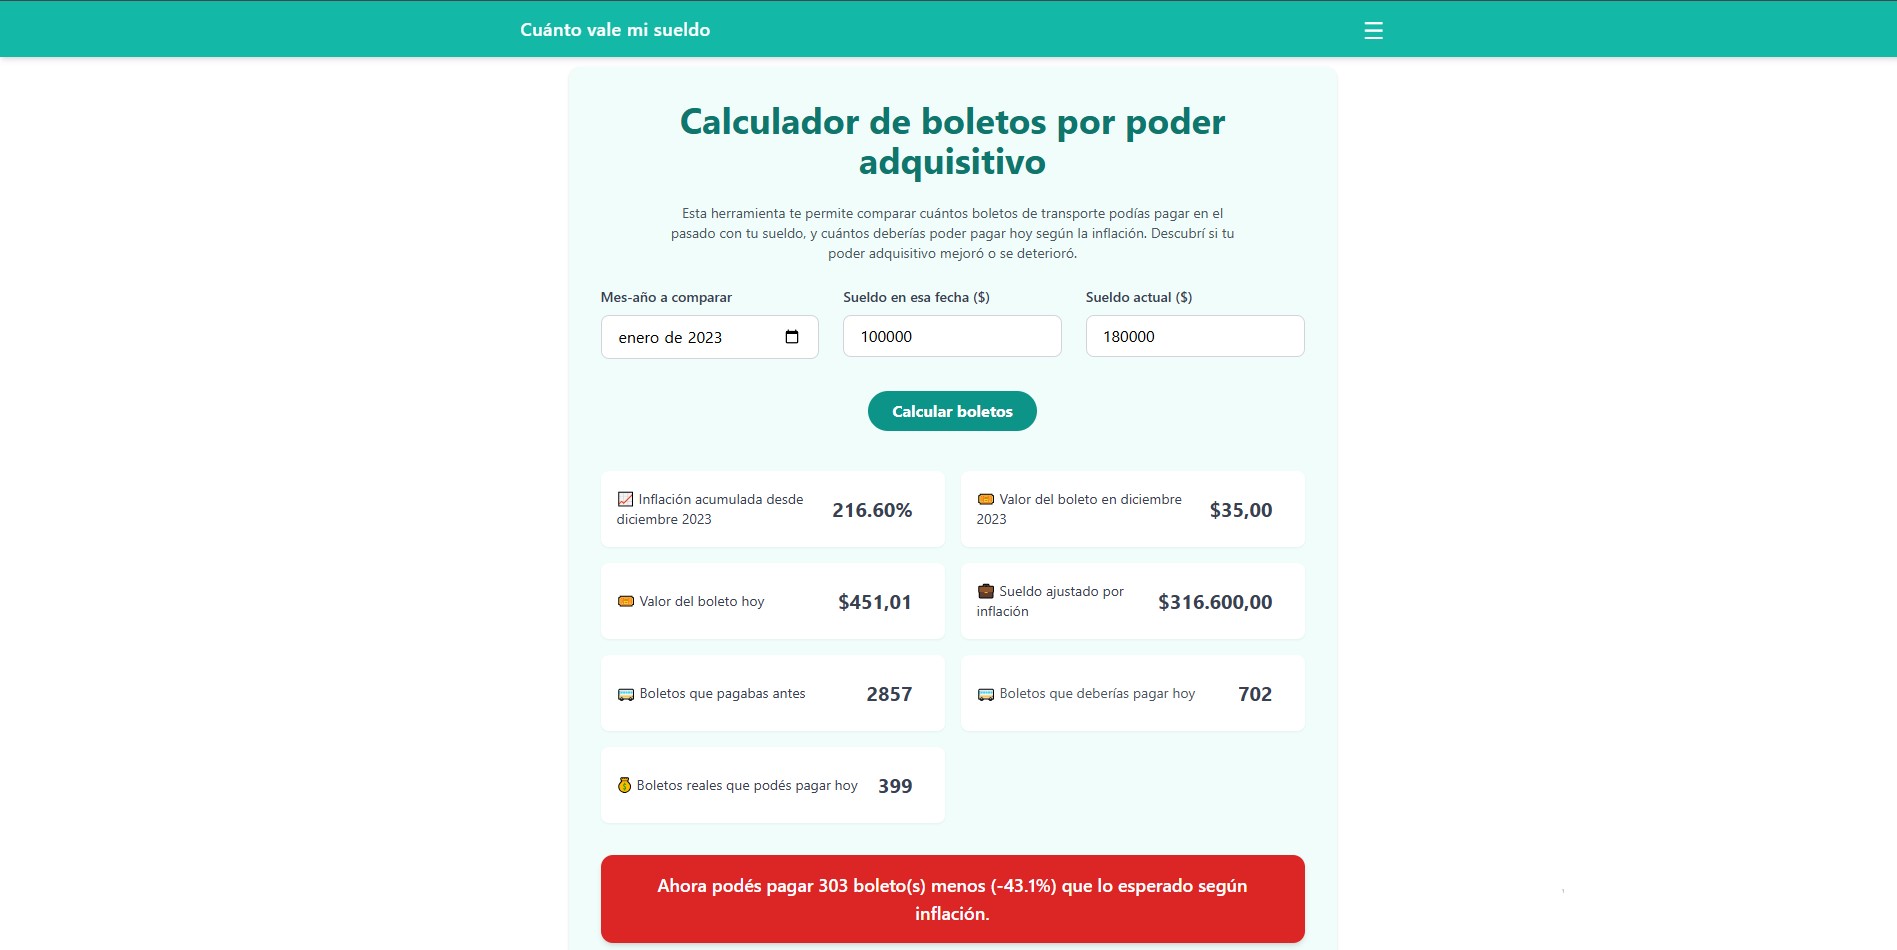 Cuánto vale mi sueldo
Calculador de boletos por poder
adquisitivo
Esta herramienta te permite comparar cuántos boletos de transporte podías pagar en el
pasado con tu sueldo, y cuántos deberías poder pagar hoy según la inflación. Descubrí si tu
poder adquisitivo mejoró o se deterioró.
Mes-año a comparar
enero de 2023
Sueldo en esa fecha ($)
100000
Sueldo actual ($)
180000
Calcular boletos
Inflación acumulada desde
diciembre 2023
216.60%
Valor del boleto en diciembre
2023
$35,00
Valor del boleto hoy
$451,01
Sueldo ajustado por
inflación
$316.600,00
Boletos que pagabas antes
2857
Boletos que deberías pagar hoy
702
Boletos reales que podés pagar hoy
399
Ahora podés pagar 303 boleto(s) menos (-43.1%) que lo esperado según
inflación.